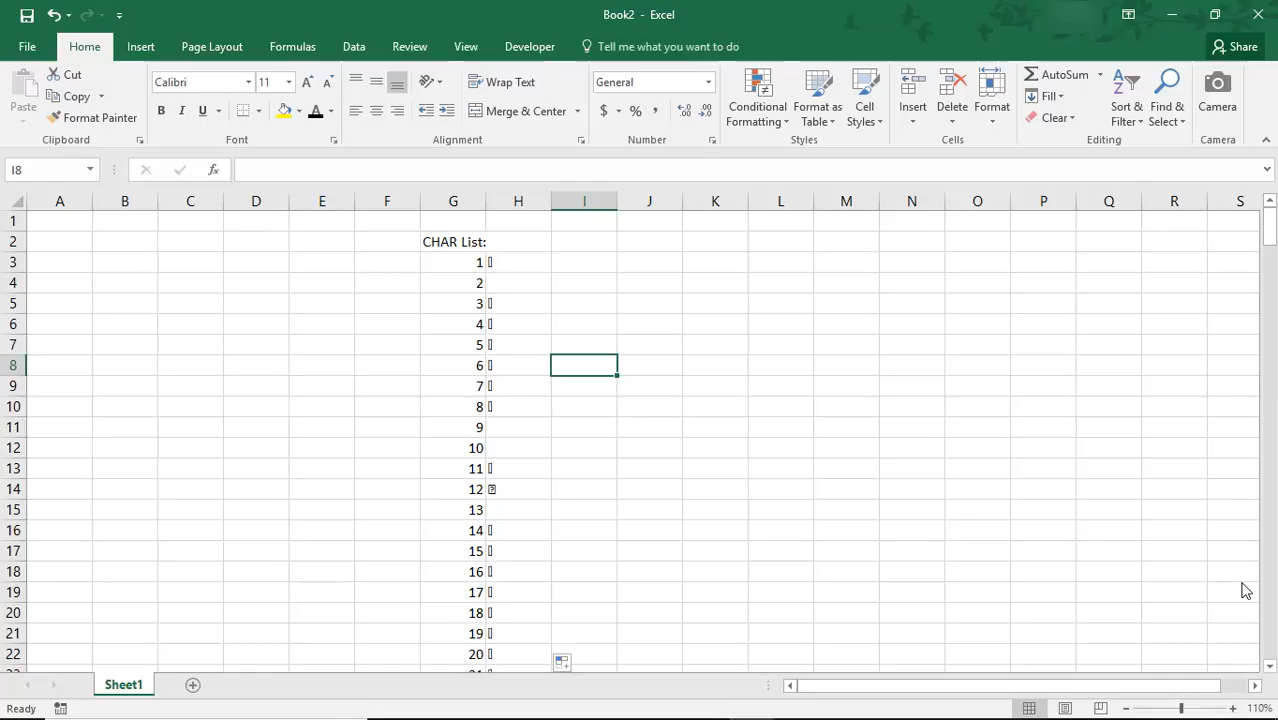 Book2 - Excel
File Home Insert Page Layout Formulas Data Review View Developer Tell me what you want to do Share
Paste
Cut
Copy
Format Painter
Clipboard
Calibri 11
B I U
Font
Wrap Text
Merge & Center
Alignment
General
$ % ,
Number
Conditional Formatting
Format as Table
Cell Styles
Styles
Insert
Delete
Format
Cells
AutoSum
Fill
Clear
Sort & Filter
Find & Select
Editing
Camera
Camera
I8 fx
A B C D E F G H I J K L M N O P Q R S
1
2 CHAR List:
3 1
4 2
5 3
6 4
7 5
8 6
9 7
10 8
11 9
12 10
13 11
14 12
15 13
16 14
17 15
18 16
19 17
20 18
21 19
22 20
Sheet1
Ready 110%